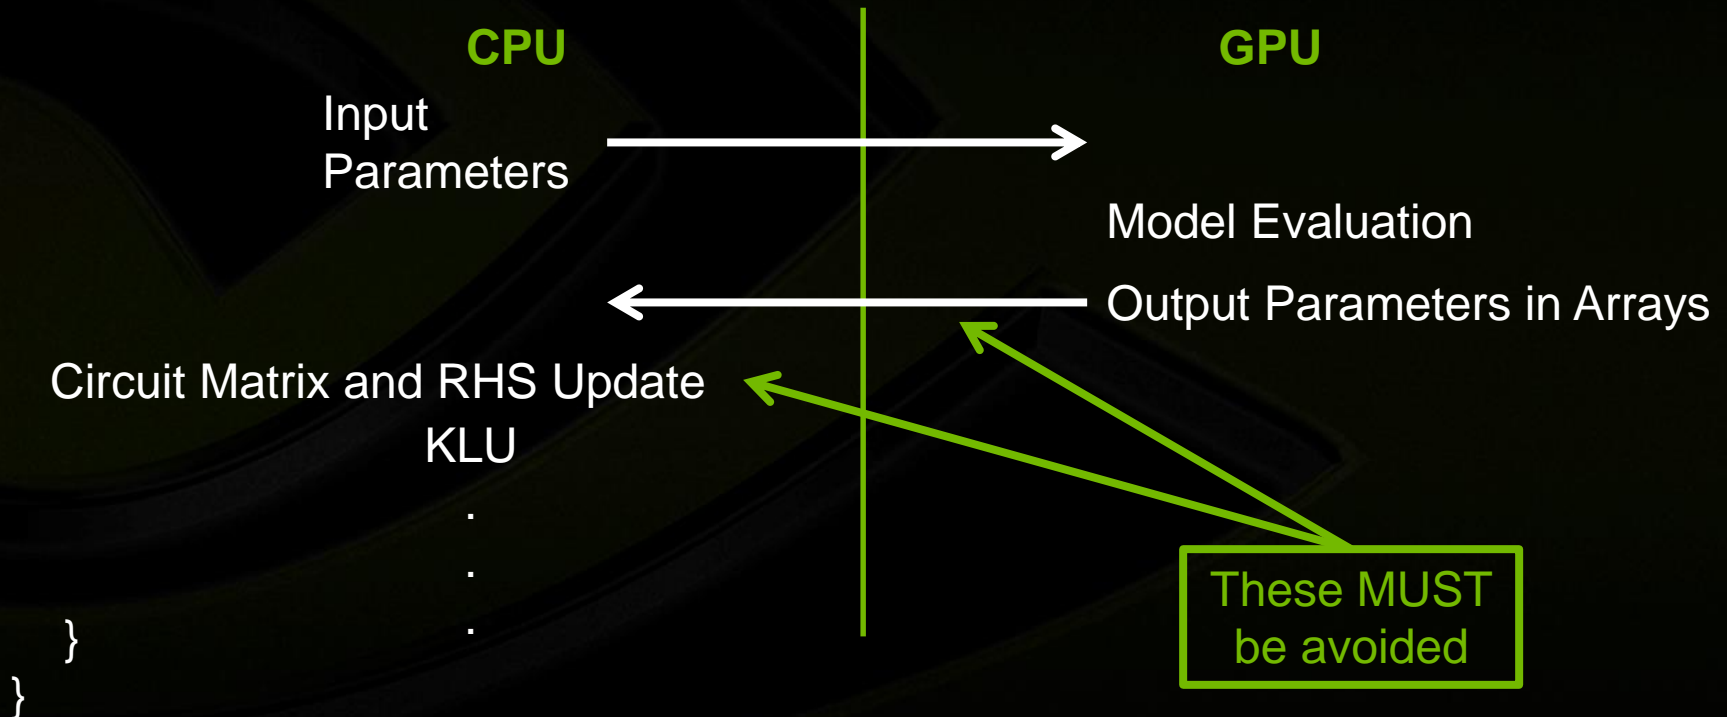 CPU
GPU
Input
Parameters
Model Evaluation
Output Parameters in Arrays
Circuit Matrix and RHS Update
KLU
.
.
.
These MUST
be avoided
}
}